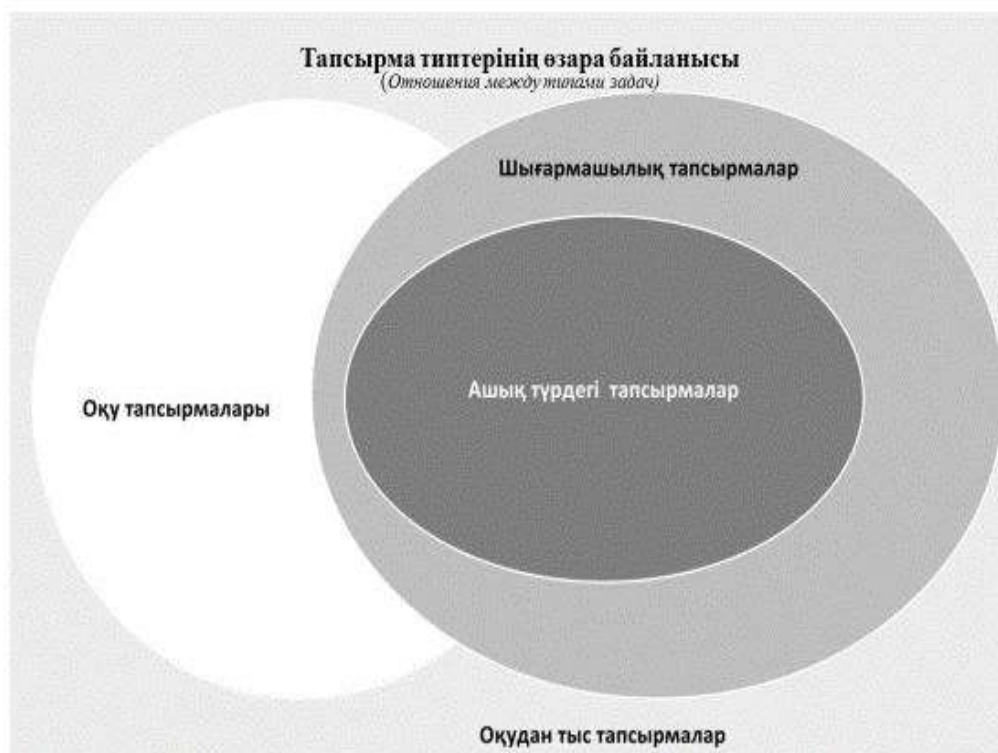 Тапсырма типтерінің өзара байланысы
(Отношения между типами задач)
Шығармашылық тапсырмалар
Ашық түрдегі тапсырмалар
Оқу тапсырмалары
Оқудан тыс тапсырмалар